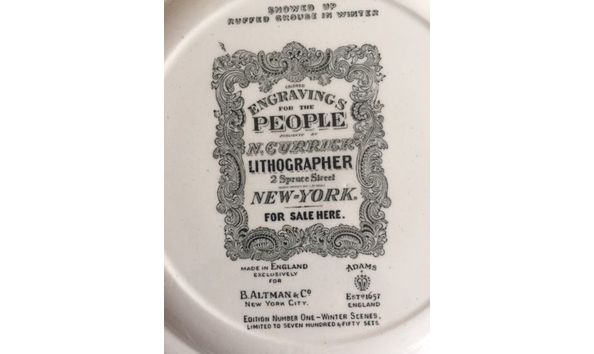 SNOWED UP
RUFFED GROUSE IN WINTER
COLORED
ENGRAVINGS
FOR THE
PEOPLE
PUBLISHED BY
N. CURRIER
LITHOGRAPHER
2 Spruce Street
NEW-YORK.
FOR SALE HERE.
MADE IN ENGLAND
EXCLUSIVELY
FOR
B. ALTMAN & Co
NEW YORK CITY.
ADAMS
ESTD 1657
ENGLAND
EDITION NUMBER ONE – WINTER SCENES,
LIMITED TO SEVEN HUNDRED & FIFTY SETS.